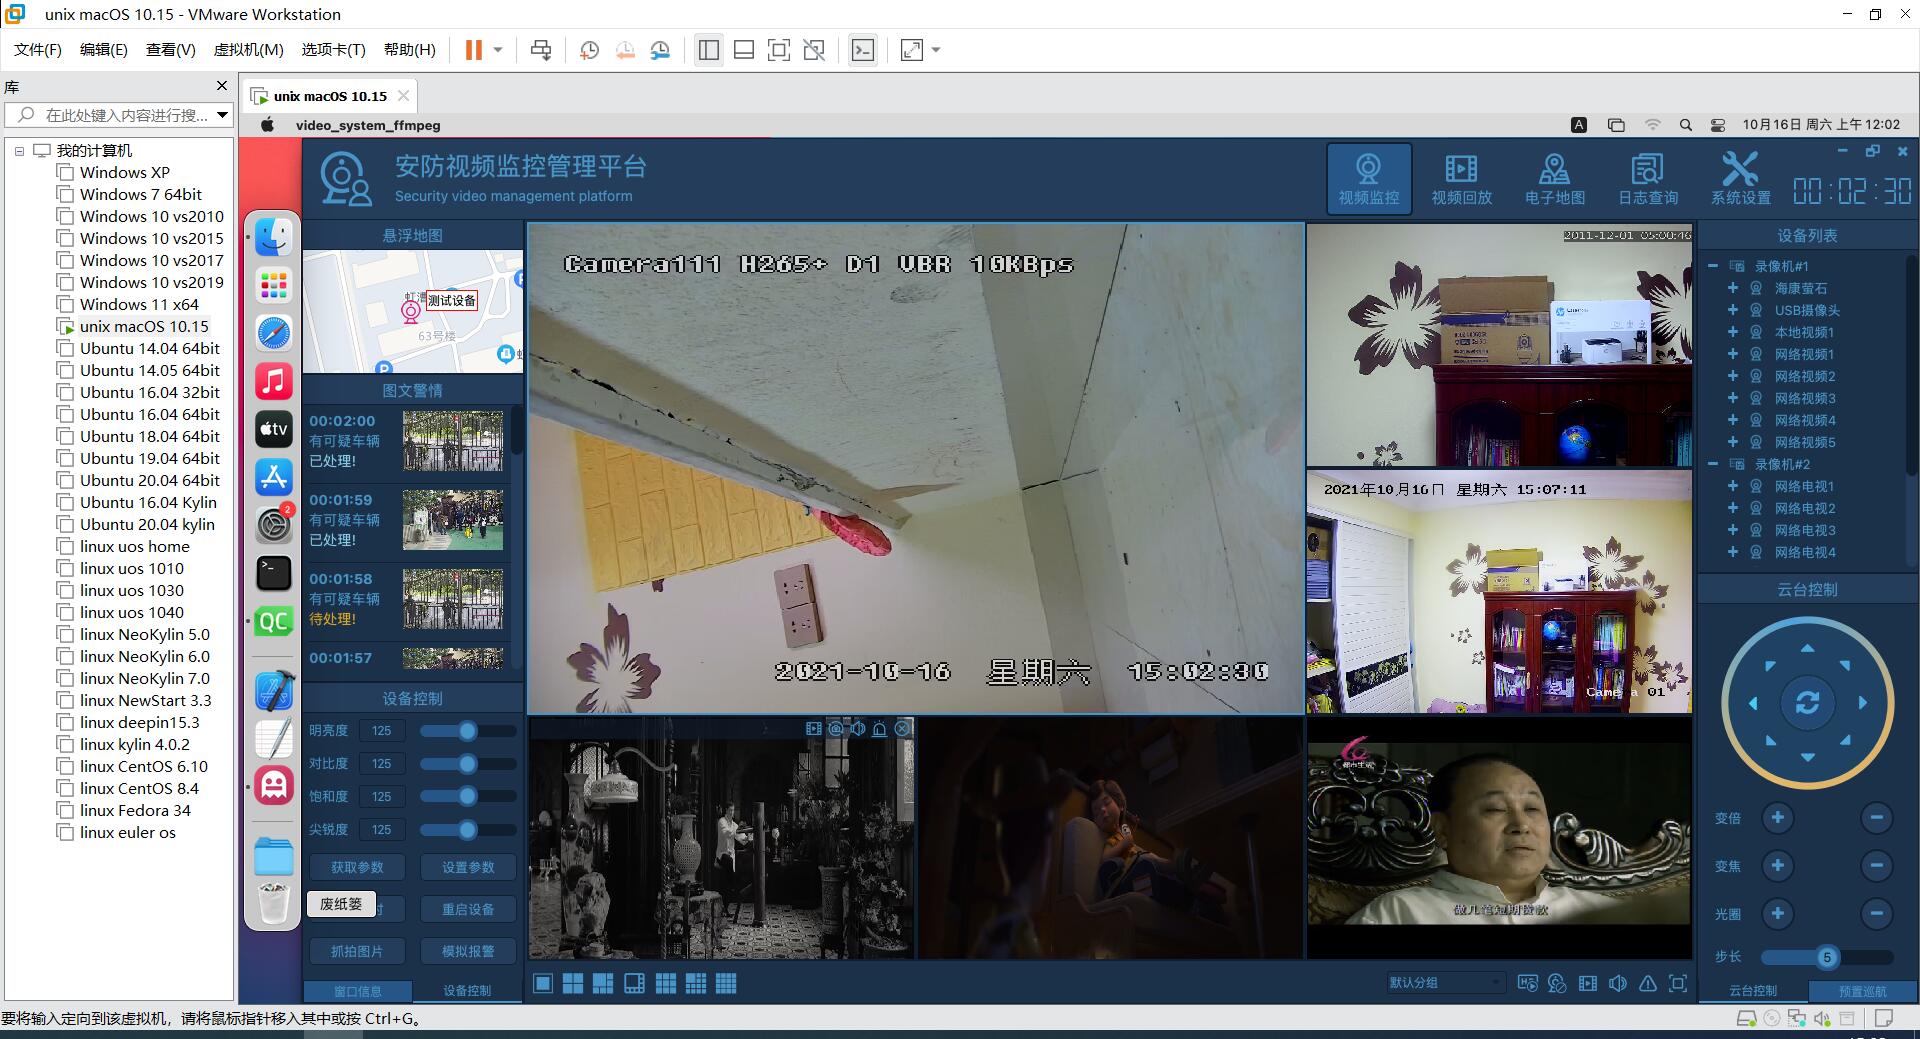 unix macOS 10.15 - VMware Workstation
文件(F) 编辑(E) 查看(V) 虚拟机(M) 选项卡(T) 帮助(H)
库
在此处键入内容进行搜...
我的计算机
Windows XP
Windows 7 64bit
Windows 10 vs2010
Windows 10 vs2015
Windows 10 vs2017
Windows 10 vs2019
Windows 11 x64
unix macOS 10.15
Ubuntu 14.04 64bit
Ubuntu 14.05 64bit
Ubuntu 16.04 32bit
Ubuntu 16.04 64bit
Ubuntu 18.04 64bit
Ubuntu 19.04 64bit
Ubuntu 20.04 64bit
Ubuntu 16.04 Kylin
Ubuntu 20.04 kylin
linux uos home
linux uos 1010
linux uos 1030
linux uos 1040
linux NeoKylin 5.0
linux NeoKylin 6.0
linux NeoKylin 7.0
linux NewStart 3.3
linux deepin15.3
linux kylin 4.0.2
linux CentOS 6.10
linux CentOS 8.4
linux Fedora 34
linux euler os
unix macOS 10.15
video_system_ffmpeg
A
10月16日 周六 上午 12:02
tv
2
QC
废纸篓
安防视频监控管理平台
Security video management platform
视频监控
视频回放
电子地图
日志查询
系统设置
00:02:30
悬浮地图
测试设备
63号楼
P
图文警情
00:02:00
有可疑车辆
已处理!
00:01:59
有可疑车辆
已处理!
00:01:58
有可疑车辆
待处理!
00:01:57
设备控制
明亮度 125
对比度 125
饱和度 125
尖锐度 125
获取参数 设置参数
重启设备
抓拍图片 模拟报警
窗口信息 设备控制
Camera111 H265+ D1 VBR 10KBps
2021-10-16 星期六 15:02:30
2011-12-01 05:00:46
2021年10月16日 星期六 15:07:11
Camera 01
都市生活
做几笔短期贷款
默认分组
设备列表
录像机#1
海康萤石
USB摄像头
本地视频1
网络视频1
网络视频2
网络视频3
网络视频4
网络视频5
录像机#2
网络电视1
网络电视2
网络电视3
网络电视4
云台控制
变倍
变焦
光圈
步长 5
云台控制 预置巡航
要将输入定向到该虚拟机，请将鼠标指针移入其中或按 Ctrl+G。